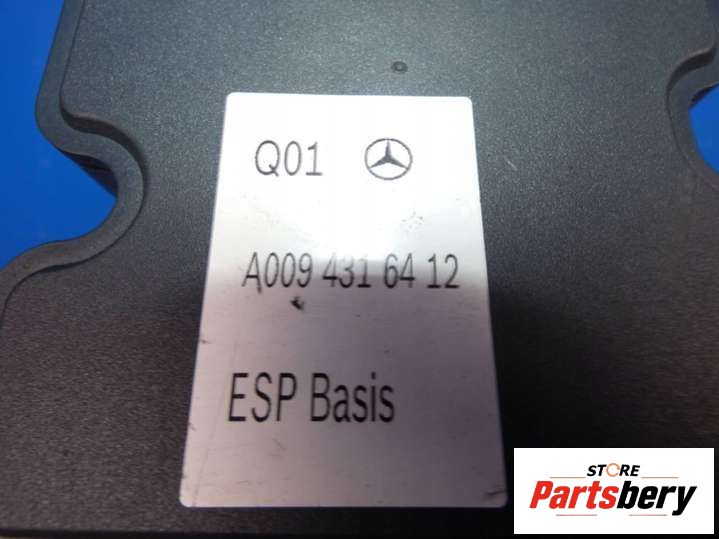 Q01
A009 431 64 12
ESP Basis
STORE
Partsbery